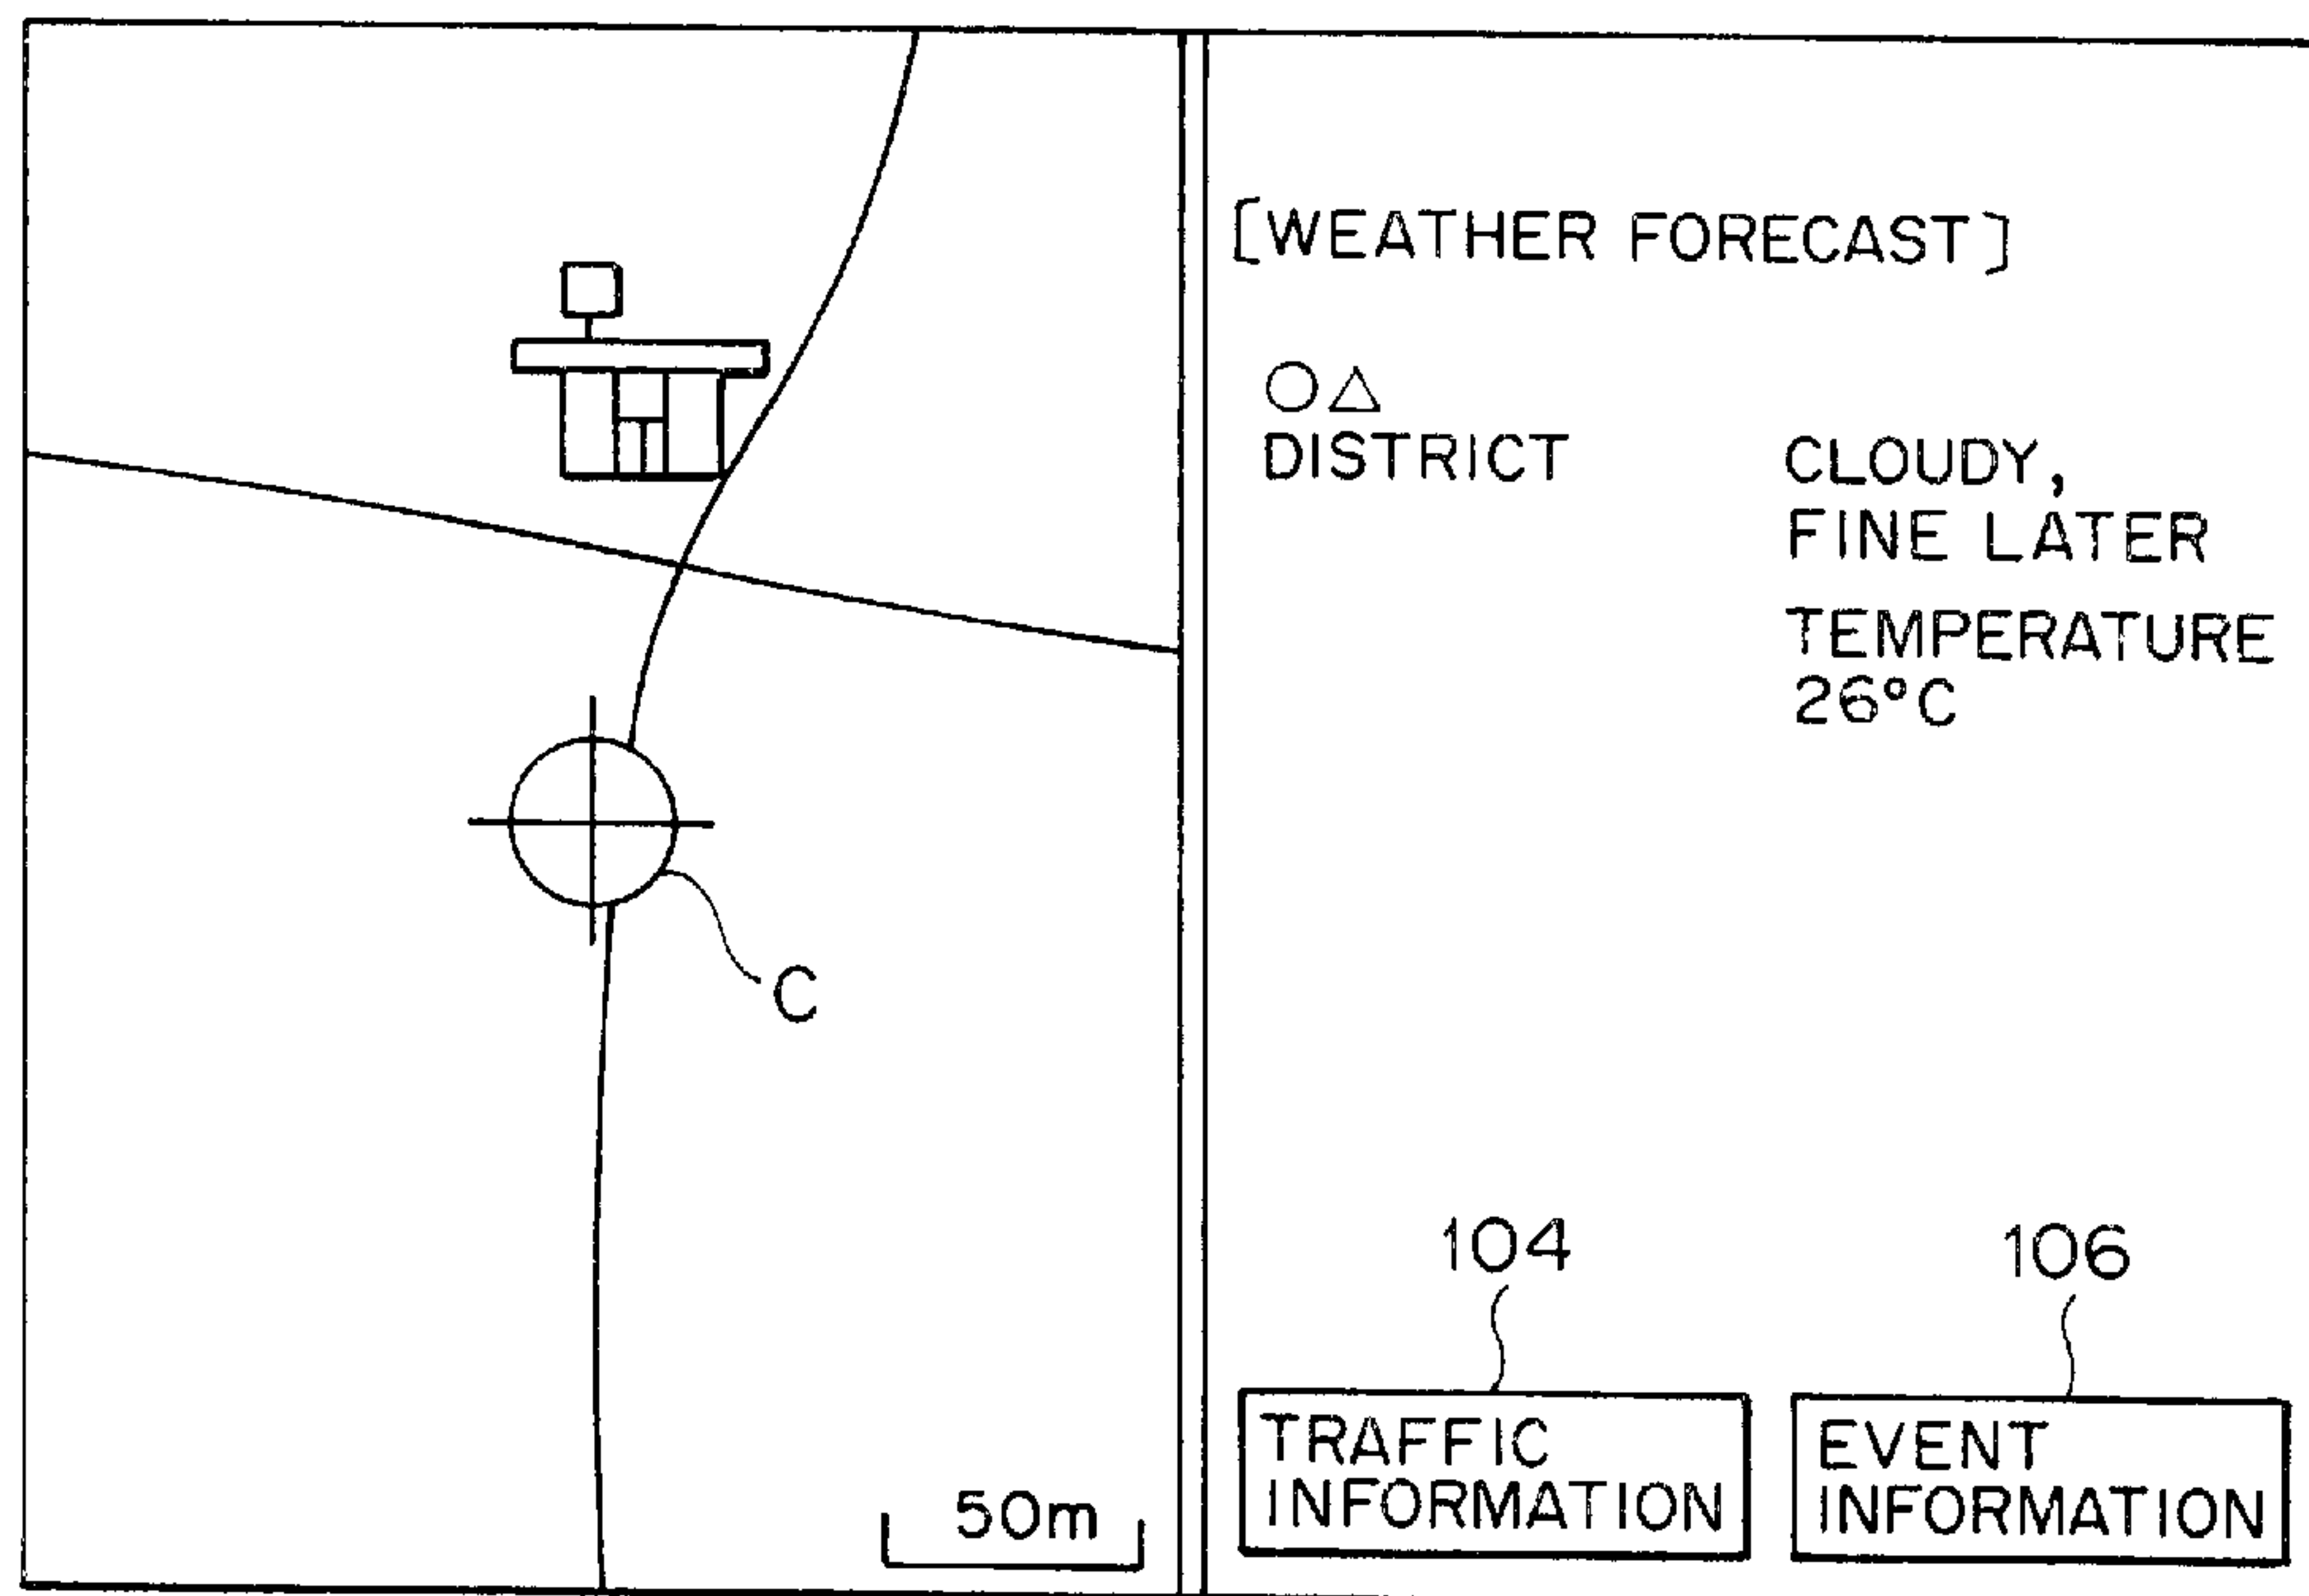 [WEATHER FORECAST]
○△
DISTRICT
CLOUDY,
FINE LATER
TEMPERATURE
26°C
C
50m
104
106
TRAFFIC
INFORMATION
EVENT
INFORMATION